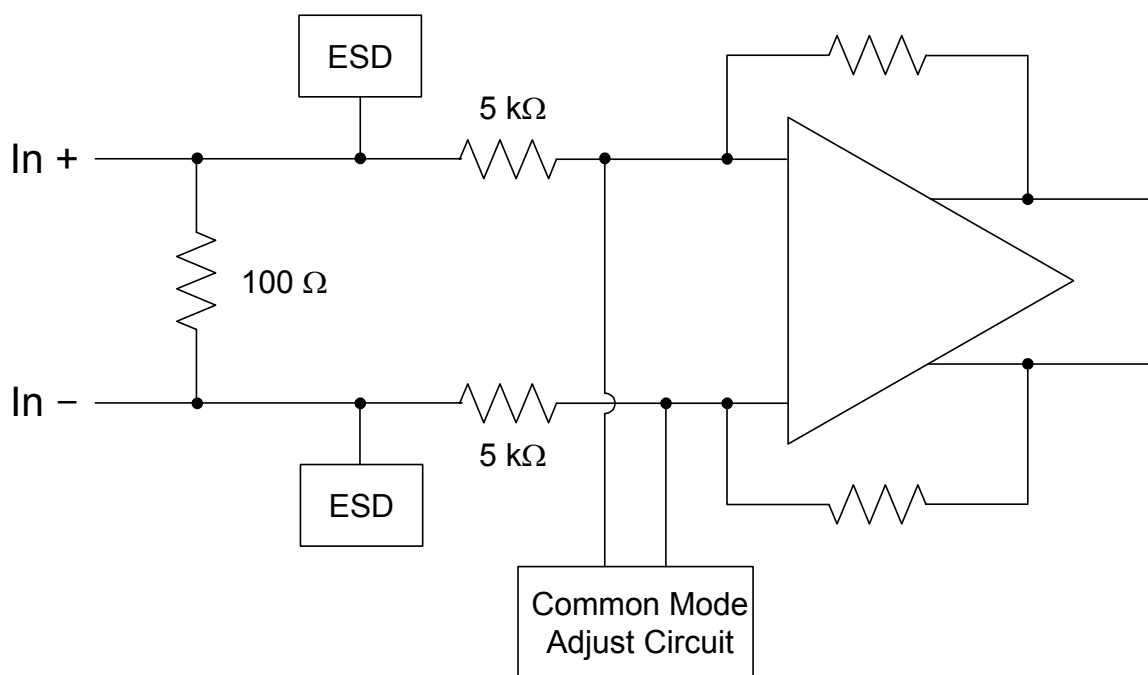 ESD
5 kΩ
In +
100 Ω
In −
5 kΩ
ESD
Common Mode
Adjust Circuit